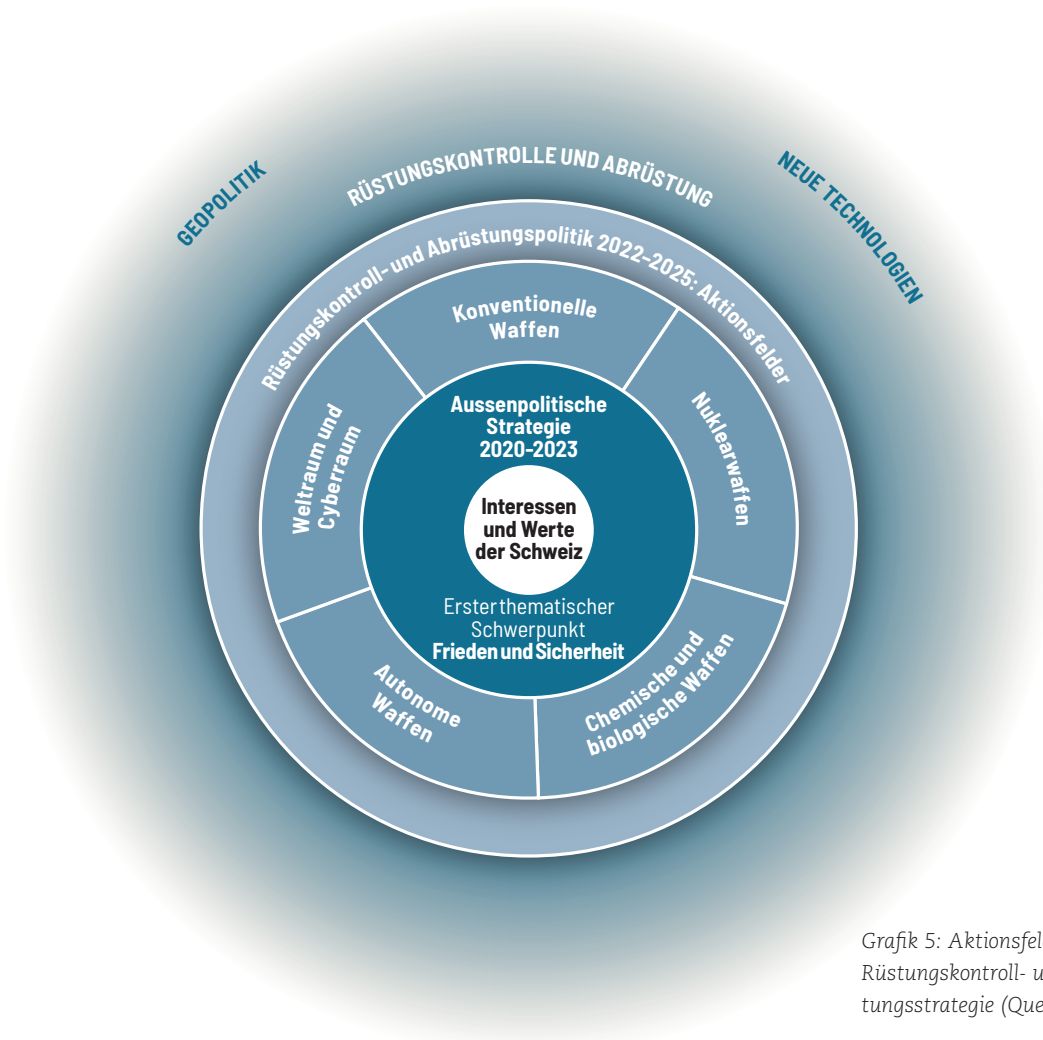 GEOPOLITIK
RÜSTUNGSKONTROLLE UND ABRÜSTUNG
NEUE TECHNOLOGIEN
Rüstungskontroll- und Abrüstungspolitik 2022–2025: Aktionsfelder
Konventionelle
Waffen
Nuklearwaffen
Chemische und
biologische Waffen
Autonome
Waffen
Weltraum und
Cyberraum
Aussenpolitische
Strategie
2020–2023
Interessen
und Werte
der Schweiz
Erster thematischer
Schwerpunkt
Frieden und Sicherheit
Grafik 5: Aktionsfel
Rüstungskontroll- u
tungsstrategie (Que